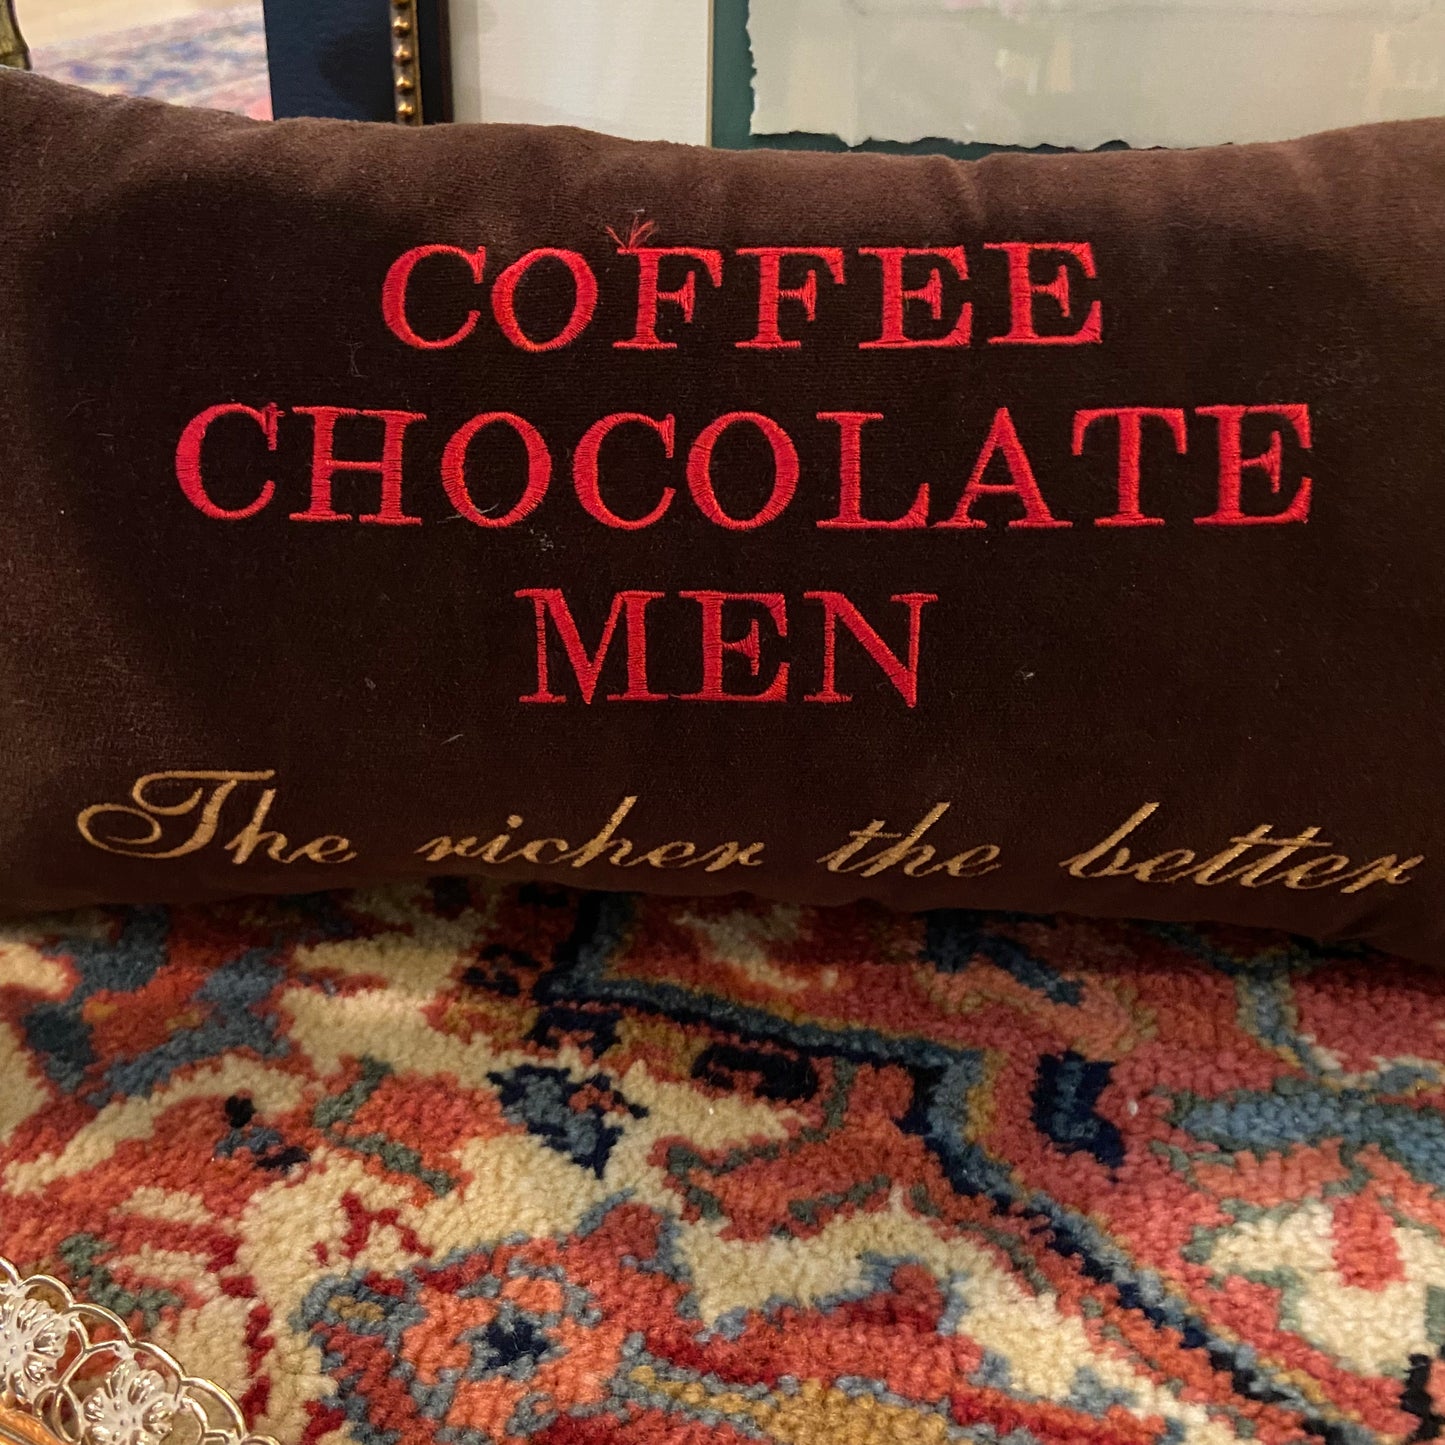 COFFEE
CHOCOLATE
MEN
The richer the better